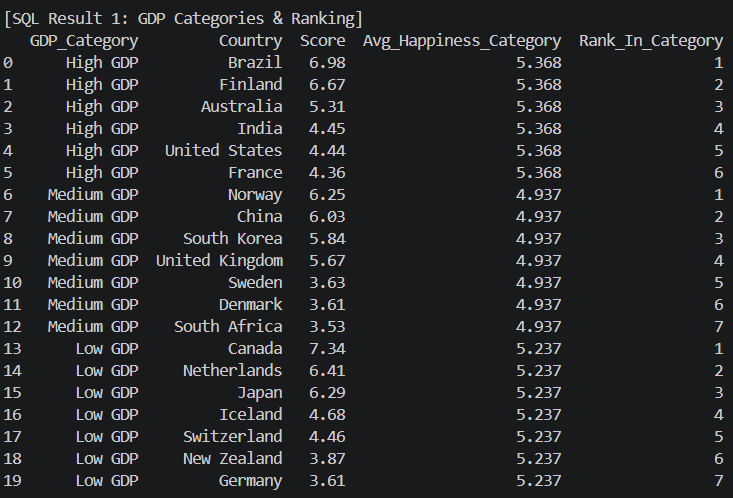 [SQL Result 1: GDP Categories & Ranking]
GDP_Category Country Score Avg_Happiness_Category Rank_In_Category
0 High GDP Brazil 6.98 5.368 1
1 High GDP Finland 6.67 5.368 2
2 High GDP Australia 5.31 5.368 3
3 High GDP India 4.45 5.368 4
4 High GDP United States 4.44 5.368 5
5 High GDP France 4.36 5.368 6
6 Medium GDP Norway 6.25 4.937 1
7 Medium GDP China 6.03 4.937 2
8 Medium GDP South Korea 5.84 4.937 3
9 Medium GDP United Kingdom 5.67 4.937 4
10 Medium GDP Sweden 3.63 4.937 5
11 Medium GDP Denmark 3.61 4.937 6
12 Medium GDP South Africa 3.53 4.937 7
13 Low GDP Canada 7.34 5.237 1
14 Low GDP Netherlands 6.41 5.237 2
15 Low GDP Japan 6.29 5.237 3
16 Low GDP Iceland 4.68 5.237 4
17 Low GDP Switzerland 4.46 5.237 5
18 Low GDP New Zealand 3.87 5.237 6
19 Low GDP Germany 3.61 5.237 7